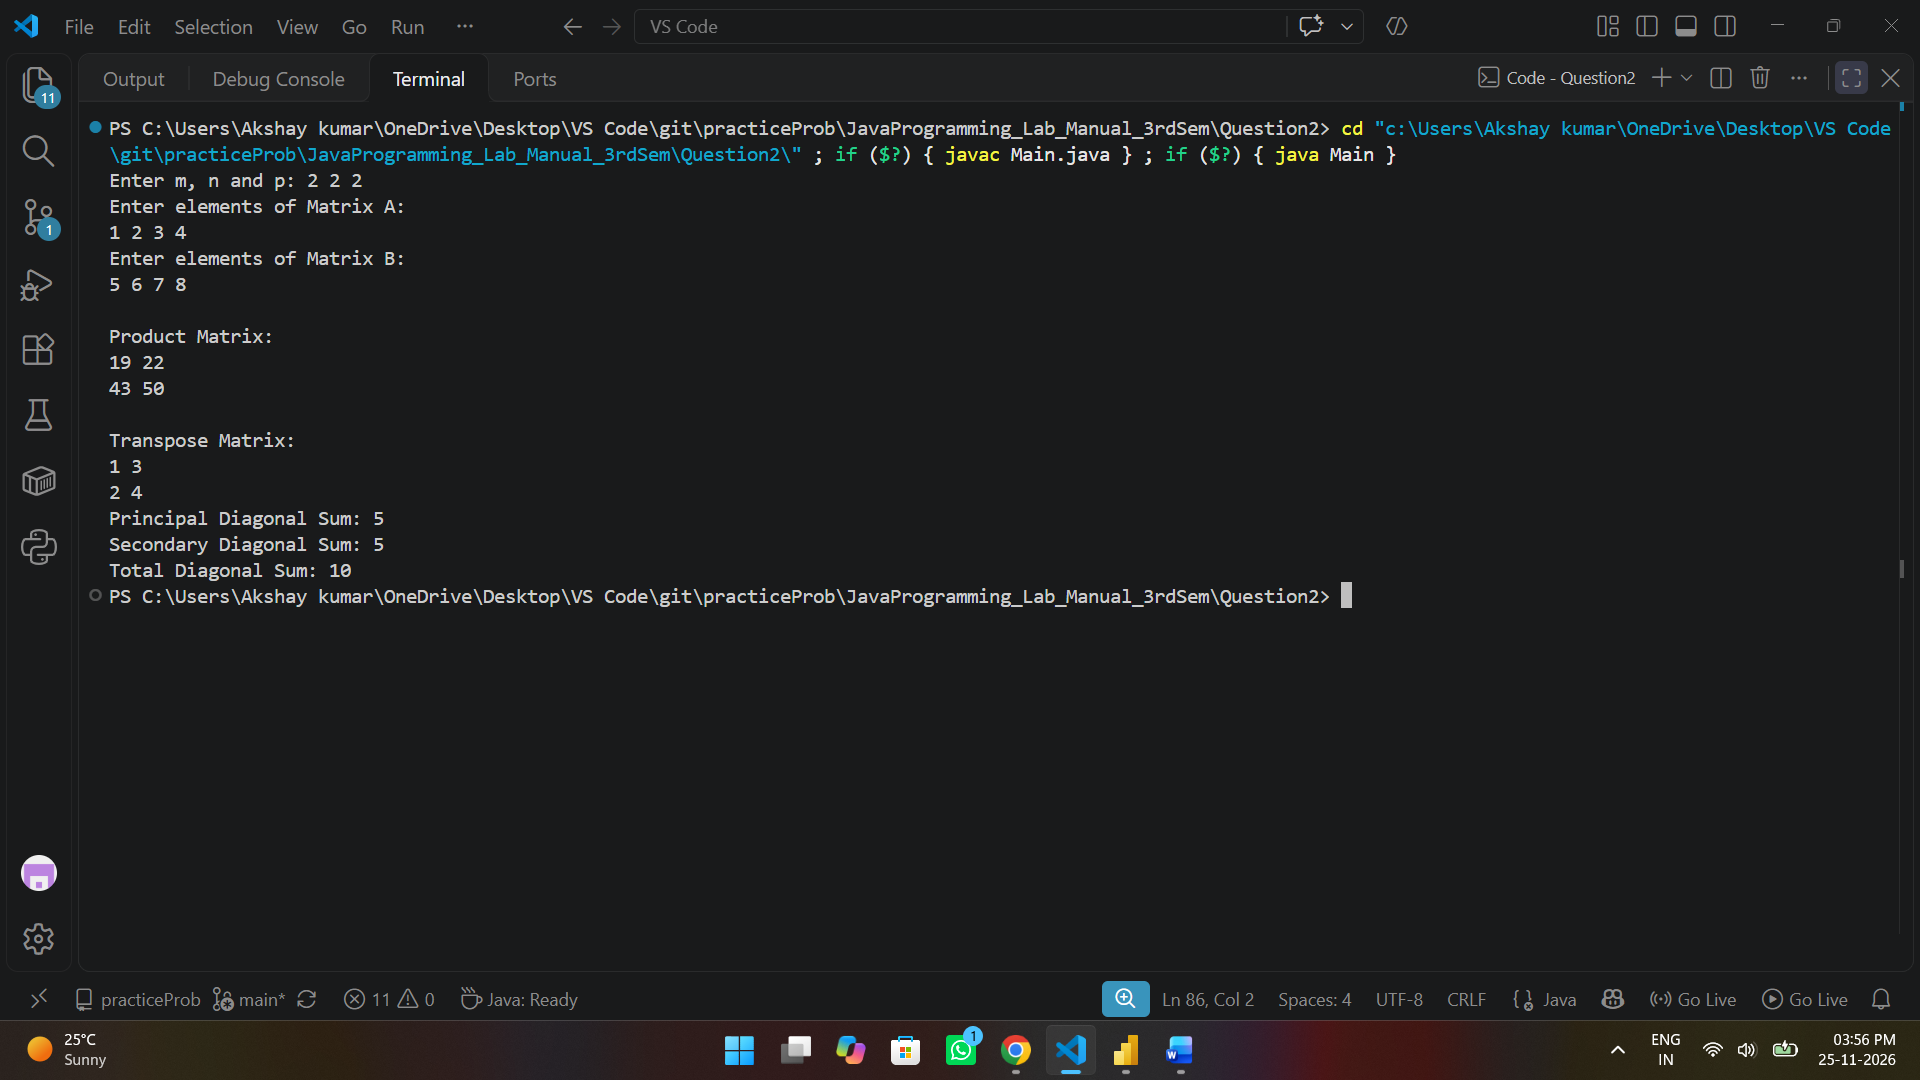 File Edit Selection View Go Run ··· VS Code
Output Debug Console Terminal Ports Code - Question2
11
PS C:\Users\Akshay kumar\OneDrive\Desktop\VS Code\git\practiceProb\JavaProgramming_Lab_Manual_3rdSem\Question2> cd "c:\Users\Akshay kumar\OneDrive\Desktop\VS Code
\git\practiceProb\JavaProgramming_Lab_Manual_3rdSem\Question2\" ; if ($?) { javac Main.java } ; if ($?) { java Main }
Enter m, n and p: 2 2 2
Enter elements of Matrix A:
1
1 2 3 4
Enter elements of Matrix B:
5 6 7 8
Product Matrix:
19 22
43 50
Transpose Matrix:
1 3
2 4
Principal Diagonal Sum: 5
Secondary Diagonal Sum: 5
Total Diagonal Sum: 10
PS C:\Users\Akshay kumar\OneDrive\Desktop\VS Code\git\practiceProb\JavaProgramming_Lab_Manual_3rdSem\Question2>
practiceProb main* 11 0 Java: Ready Ln 86, Col 2 Spaces: 4 UTF-8 CRLF Java Go Live Go Live
25°C
Sunny
1
W
ENG
IN
03:56 PM
25-11-2026